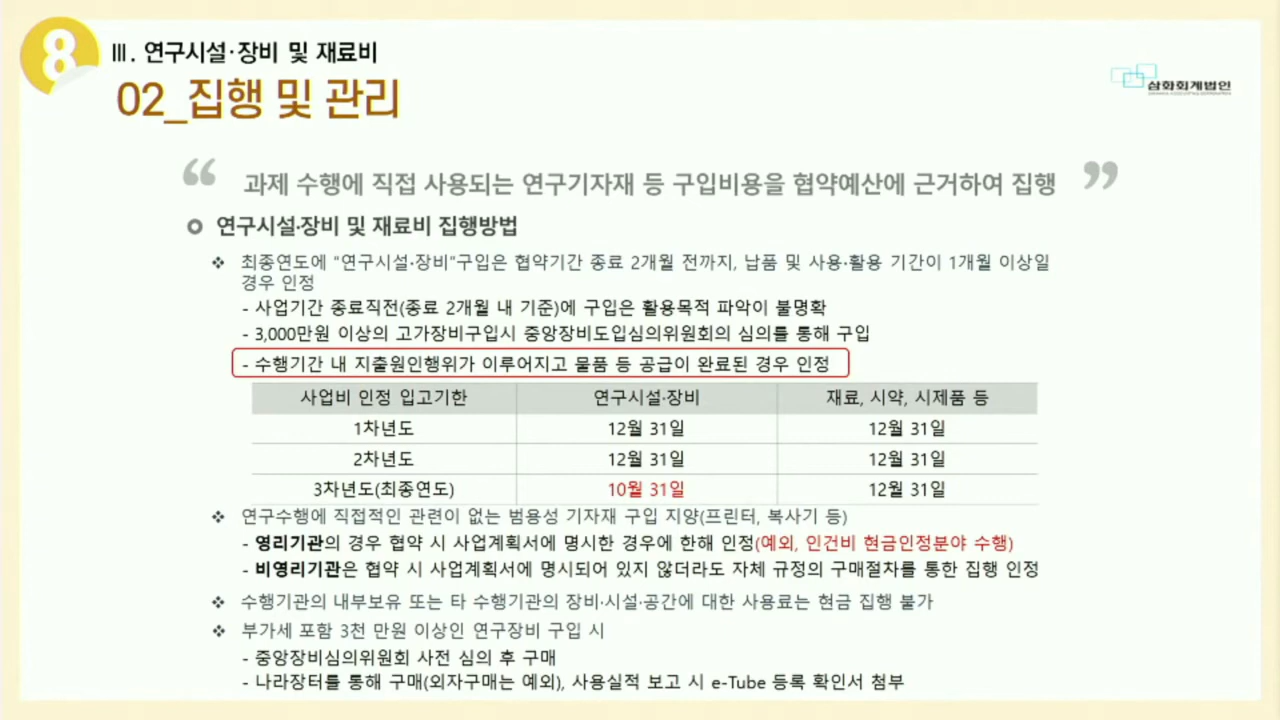 8
Ⅲ. 연구시설·장비 및 재료비
02_집행 및 관리
삼화회계법인
“ 과제 수행에 직접 사용되는 연구기자재 등 구입비용을 협약예산에 근거하여 집행 ”
연구시설·장비 및 재료비 집행방법
❖ 최종연도에 “연구시설·장비”구입은 협약기간 종료 2개월 전까지, 납품 및 사용·활용 기간이 1개월 이상일
경우 인정
- 사업기간 종료직전(종료 2개월 내 기준)에 구입은 활용목적 파악이 불명확
- 3,000만원 이상의 고가장비구입시 중앙장비도입심의위원회의 심의를 통해 구입
- 수행기간 내 지출원인행위가 이루어지고 물품 등 공급이 완료된 경우 인정
사업비 인정 입고기한 연구시설·장비 재료, 시약, 시제품 등
1차년도 12월 31일 12월 31일
2차년도 12월 31일 12월 31일
3차년도(최종연도) 10월 31일 12월 31일
❖ 연구수행에 직접적인 관련이 없는 범용성 기자재 구입 지양(프린터, 복사기 등)
- 영리기관의 경우 협약 시 사업계획서에 명시한 경우에 한해 인정(예외, 인건비 현금인정분야 수행)
- 비영리기관은 협약 시 사업계획서에 명시되어 있지 않더라도 자체 규정의 구매절차를 통한 집행 인정
❖ 수행기관의 내부보유 또는 타 수행기관의 장비·시설·공간에 대한 사용료는 현금 집행 불가
❖ 부가세 포함 3천 만원 이상인 연구장비 구입 시
- 중앙장비심의위원회 사전 심의 후 구매
- 나라장터를 통해 구매(외자구매는 예외), 사용실적 보고 시 e-Tube 등록 확인서 첨부